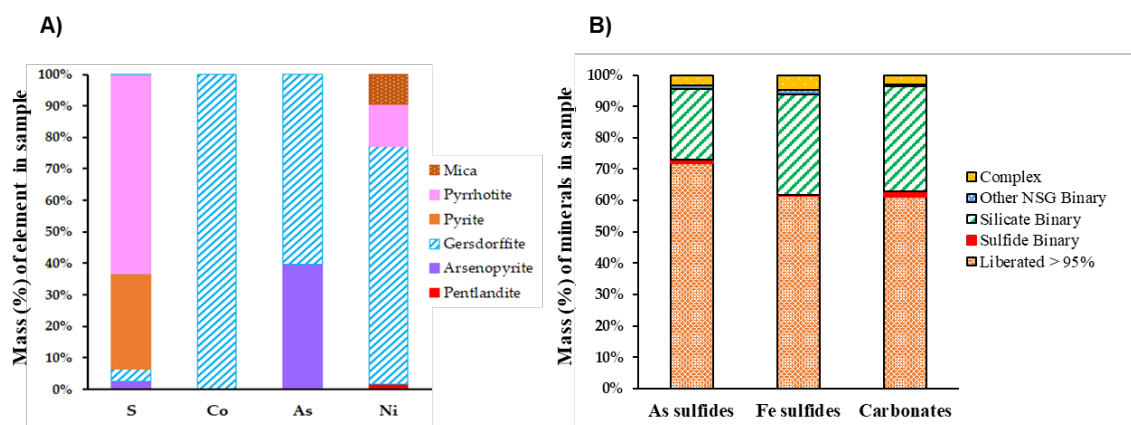 A)
Mass (%) of element in sample
100%
90%
80%
70%
60%
50%
40%
30%
20%
10%
0%
S Co As Ni
Mica
Pyrrhotite
Pyrite
Gersdorffite
Arsenopyrite
Pentlandite
B)
Mass (%) of minerals in sample
100%
90%
80%
70%
60%
50%
40%
30%
20%
10%
0%
As sulfides Fe sulfides Carbonates
Complex
Other NSG Binary
Silicate Binary
Sulfide Binary
Liberated > 95%